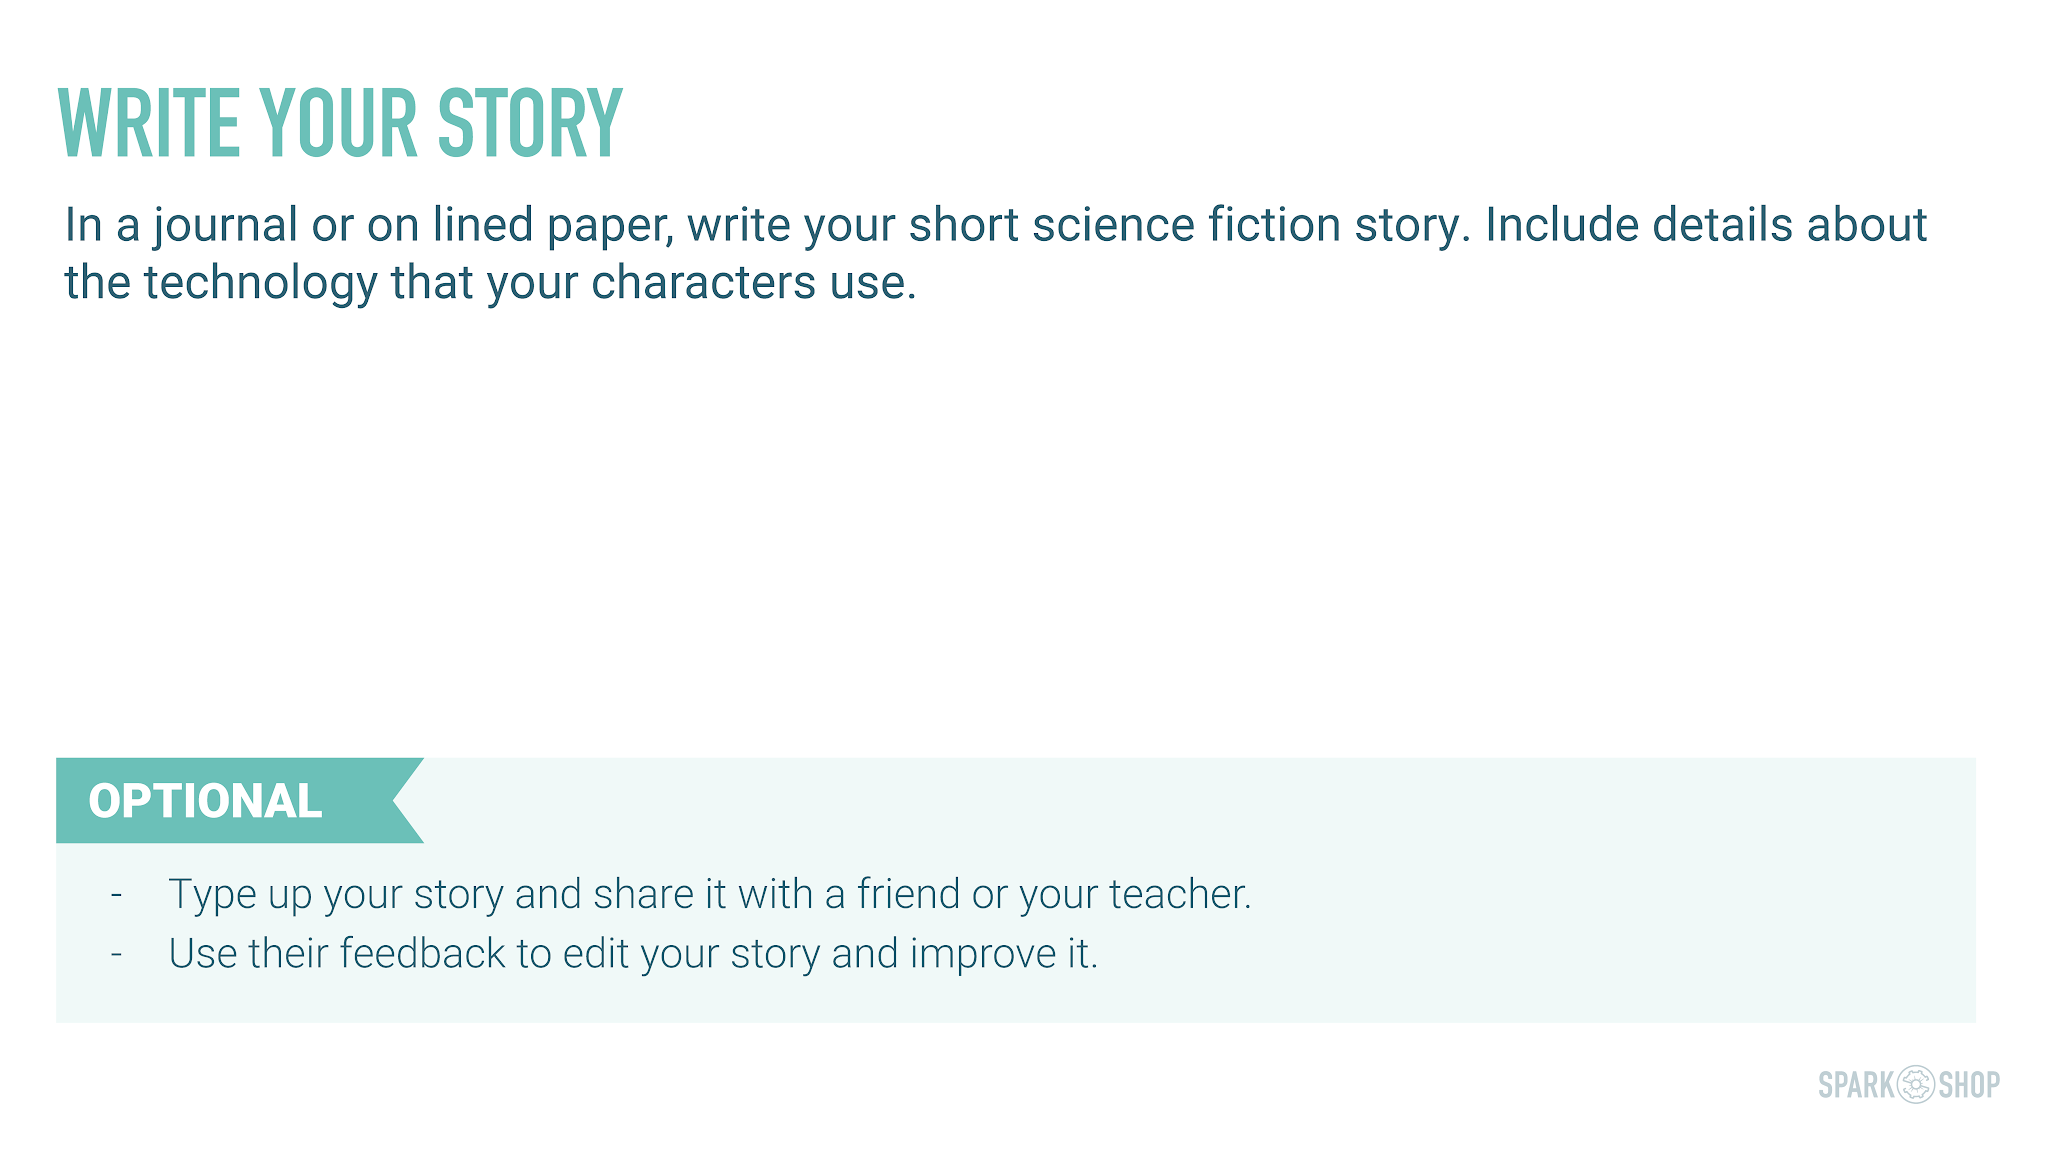 WRITE YOUR STORY
In a journal or on lined paper, write your short science fiction story. Include details about
the technology that your characters use.
OPTIONAL
- Type up your story and share it with a friend or your teacher.
- Use their feedback to edit your story and improve it.
SPARK SHOP